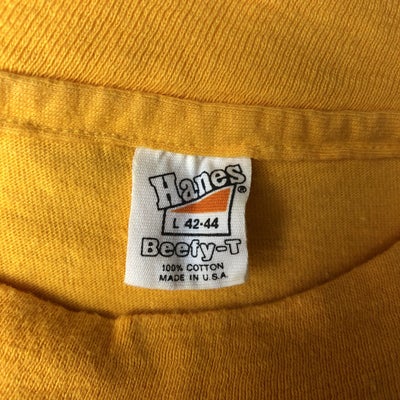 Hanes®
L 42-44
Beefy-T
100% COTTON
MADE IN U.S.A.